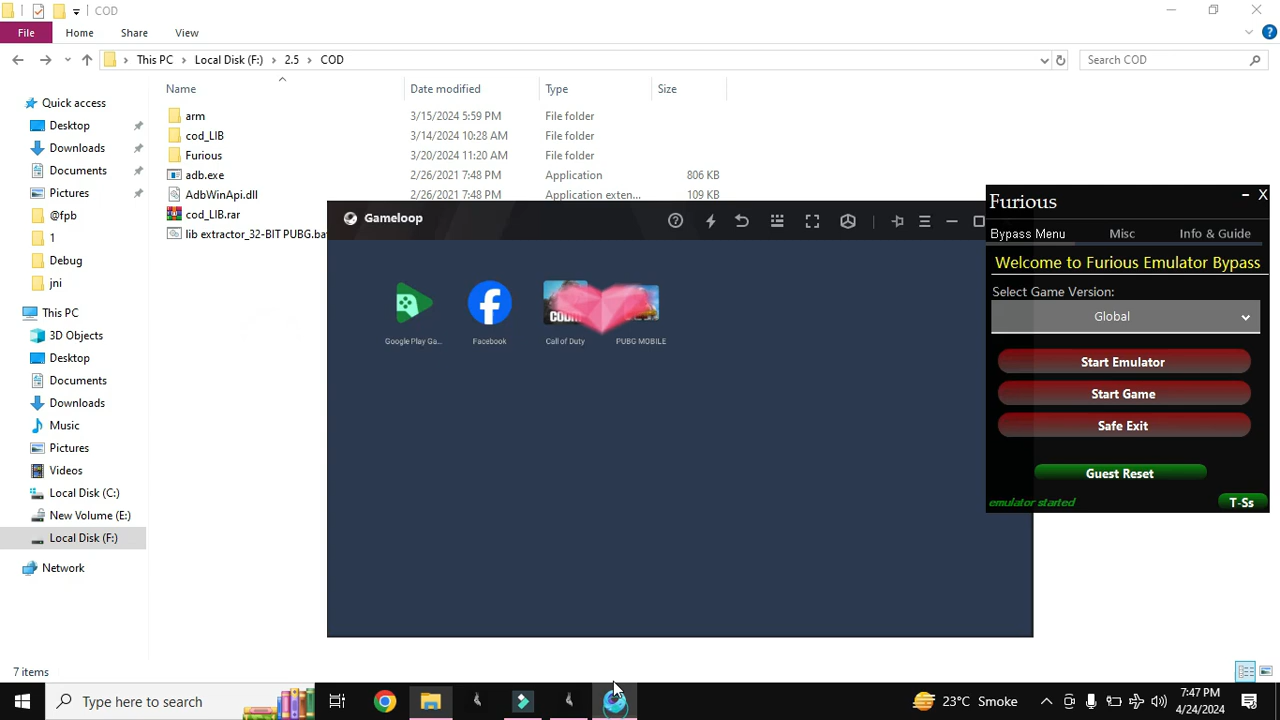 COD
File
Home
Share
View
This PC
Local Disk (F:)
2.5
COD
Search COD
Name
Date modified
Type
Size
arm
3/15/2024 5:59 PM
File folder
cod_LIB
3/14/2024 10:28 AM
File folder
Furious
3/20/2024 11:20 AM
File folder
adb.exe
2/26/2021 7:48 PM
Application
806 KB
AdbWinApi.dll
2/26/2021 7:48 PM
Application exten...
109 KB
cod_LIB.rar
lib extractor_32-BIT PUBG.ba
Quick access
Desktop
Downloads
Documents
Pictures
@fpb
1
Debug
jni
This PC
3D Objects
Desktop
Documents
Downloads
Music
Pictures
Videos
Local Disk (C:)
New Volume (E:)
Local Disk (F:)
Network
7 items
Gameloop
Google Play Ga...
Facebook
Call of Duty
PUBG MOBILE
Furious
Bypass Menu
Misc
Info & Guide
Welcome to Furious Emulator Bypass
Select Game Version:
Global
Start Emulator
Start Game
Safe Exit
Guest Reset
emulator started
T-Ss
Type here to search
23°C Smoke
7:47 PM
4/24/2024